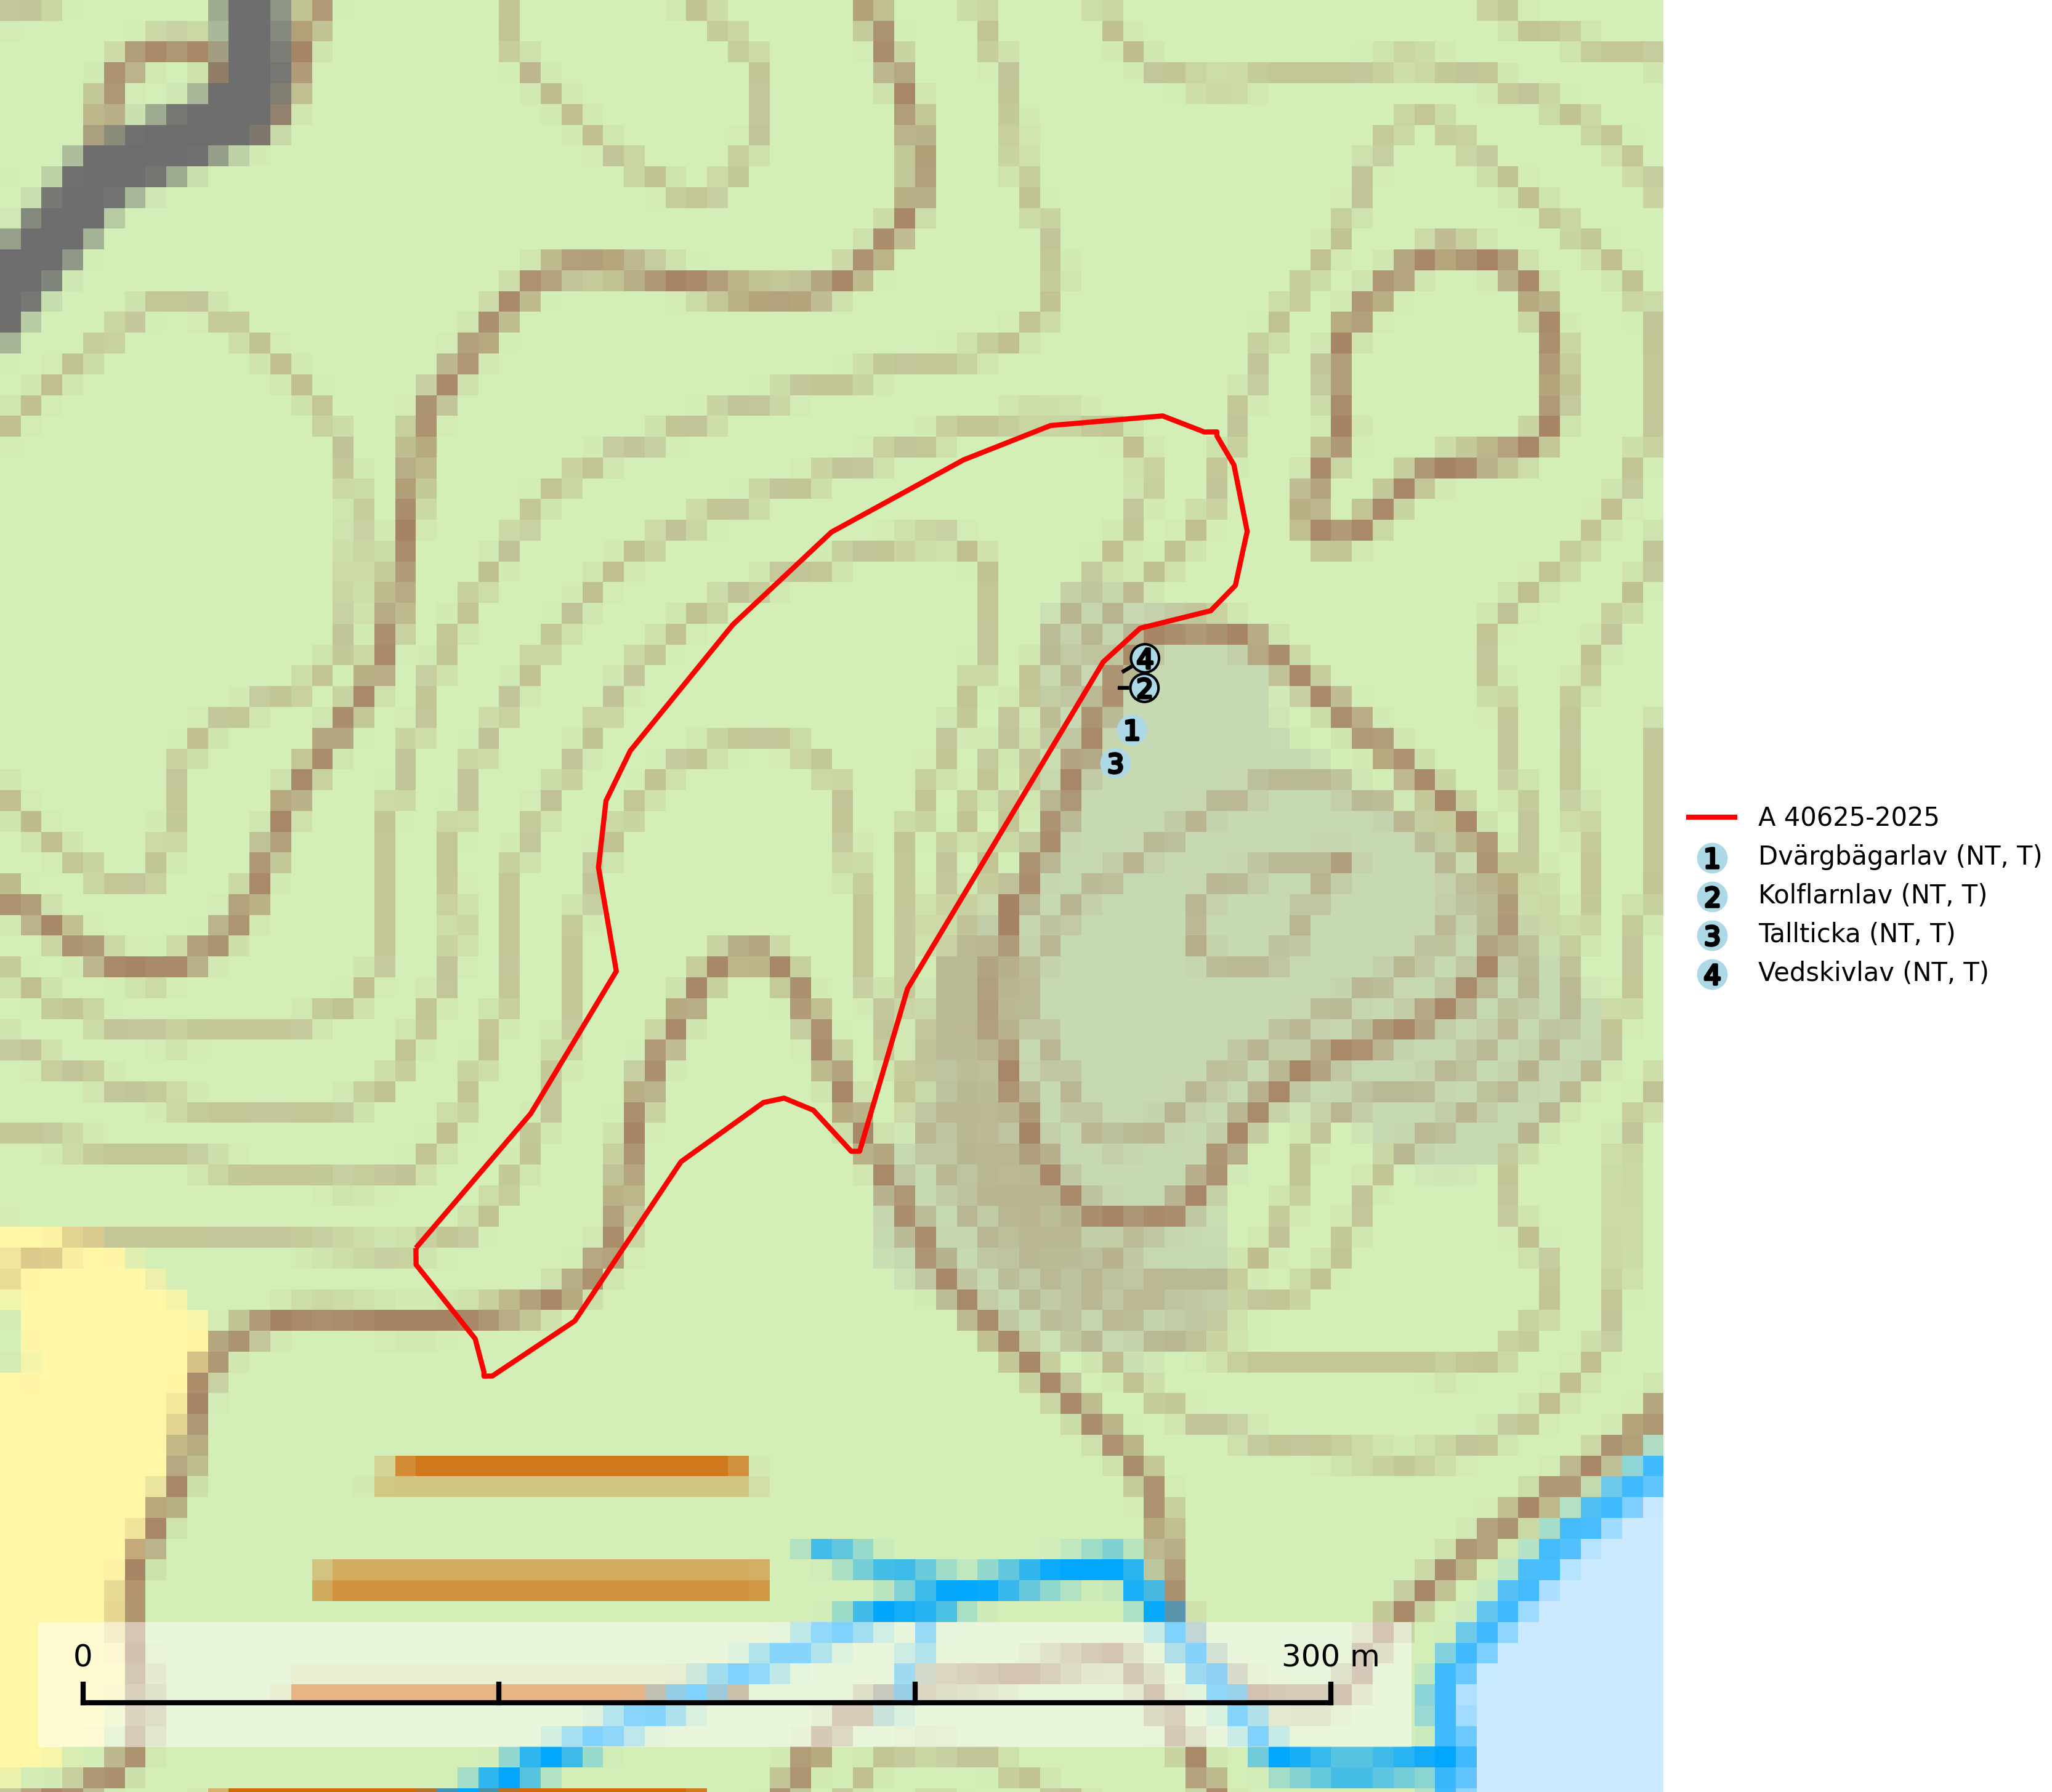 4
2
1
3
A 40625-2025
1 Dvärgbägarlav (NT, T)
2 Kolflarnlav (NT, T)
3 Tallticka (NT, T)
4 Vedskivlav (NT, T)
0 300 m